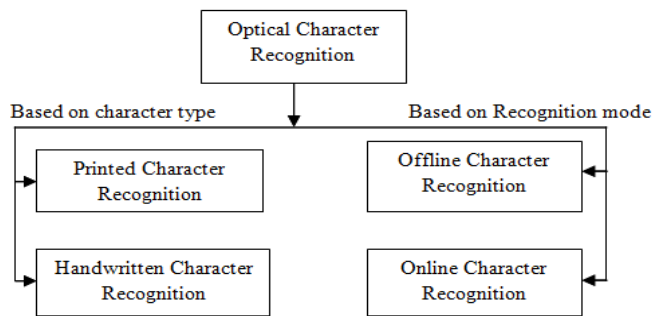 Optical Character
Recognition
Based on character type
Based on Recognition mode
Printed Character
Recognition
Offline Character
Recognition
Handwritten Character
Recognition
Online Character
Recognition